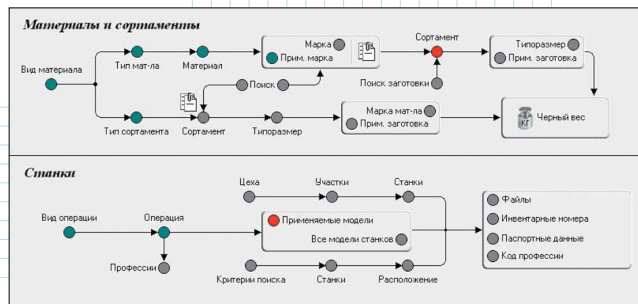 Материалы и сортаменты
Марка
Прим. марка
Сортамент
Типоразмер
Прим. заготовка
Вид материала
Тип мат-ла
Материал
Поиск
Поиск заготовки
Тип сортамента
Сортамент
Типоразмер
Марка мат-ла
Прим. заготовка
КГ
Черный вес
Станки
Цеха
Участки
Станки
Файлы
Вид операции
Операция
Применяемые модели
Инвентарные номера
Все модели станков
Паспортные данные
Профессии
Код профессии
Критерии поиска
Станки
Расположение